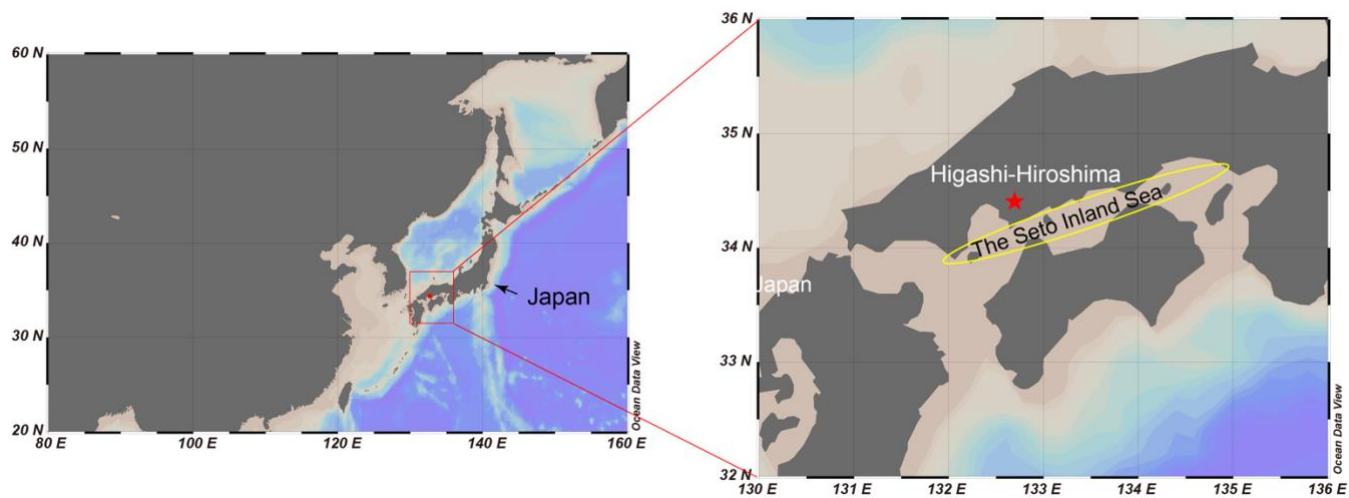 60 N
50 N
40 N
30 N
20 N
80 E
100 E
120 E
140 E
160 E
Japan
Ocean Data View
36 N
35 N
34 N
33 N
32 N
130 E
131 E
132 E
133 E
134 E
135 E
136 E
Higashi-Hiroshima
The Seto Inland Sea
Japan
Ocean Data View